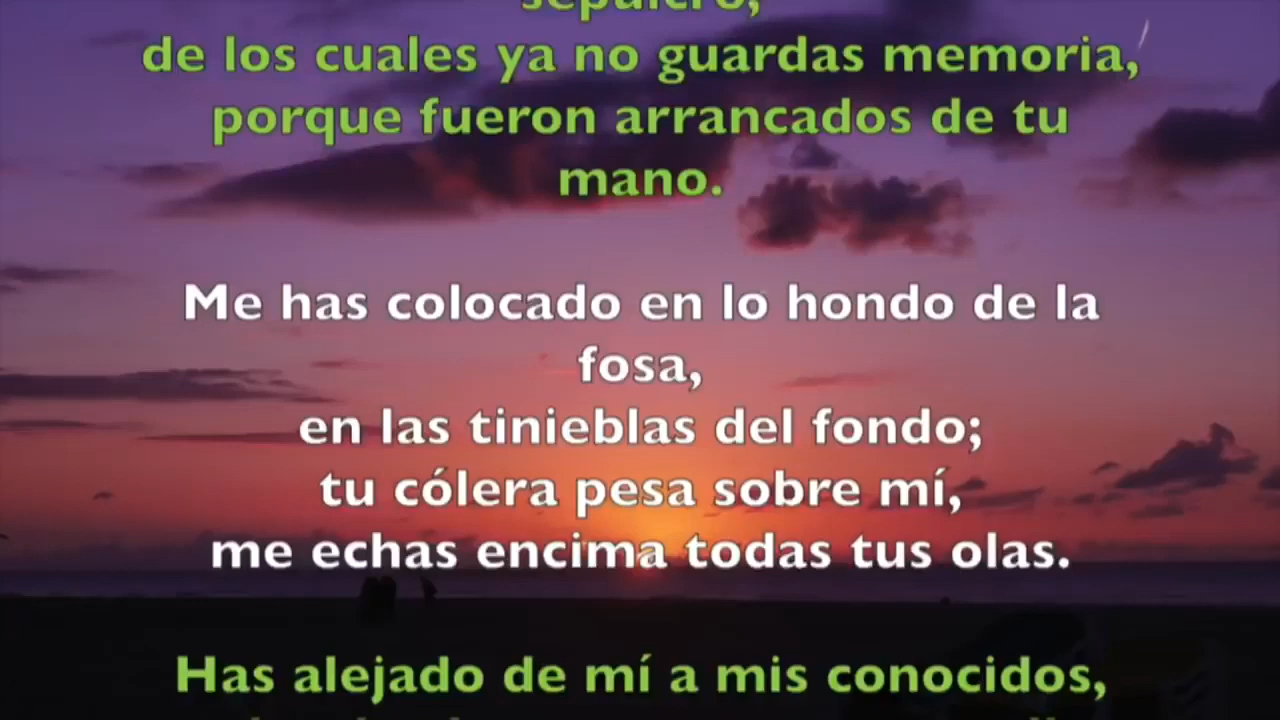 sepulcro,
de los cuales ya no guardas memoria,
porque fueron arrancados de tu
mano.
Me has colocado en lo hondo de la
fosa,
en las tinieblas del fondo;
tu cólera pesa sobre mí,
me echas encima todas tus olas.
Has alejado de mí a mis conocidos,